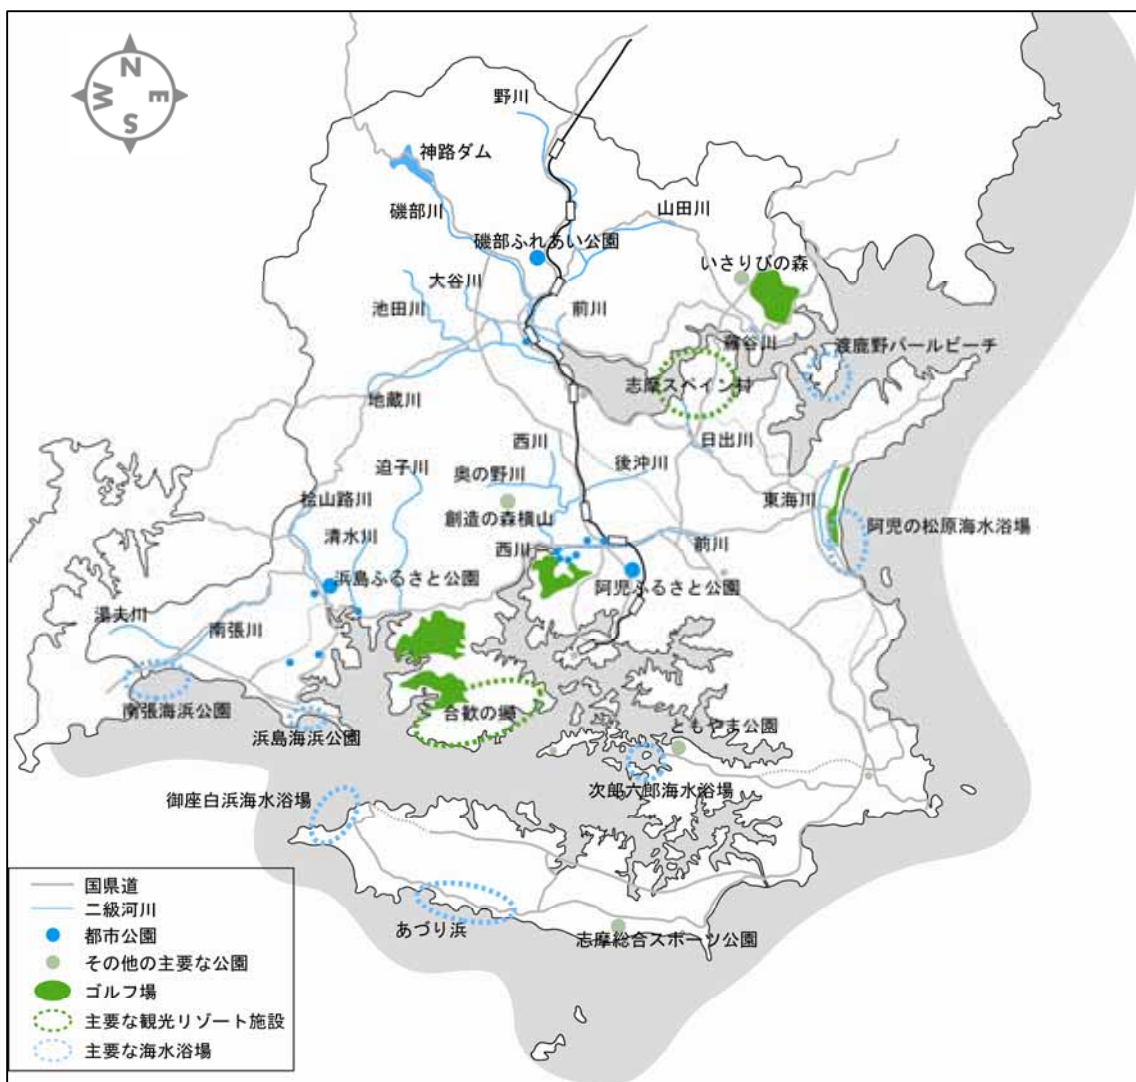 N
W
E
S
野川
神路ダム
磯部川
山田川
磯部ふれあい公園
いさりびの森
大谷川
池田川
前川
薺谷川
渡鹿野パールビーチ
志摩スペイン村
地蔵川
西川
日出川
迫子川
奥の野川
後沖川
桧山路川
東海川
創造の森横山
清水川
阿児の松原海水浴場
西川
前川
浜島ふるさと公園
阿児ふるさと公園
湯夫川
南張川
南張海浜公園
合歓の郷
浜島海浜公園
ともやま公園
次郎六郎海水浴場
御座白浜海水浴場
あづり浜
志摩総合スポーツ公園
国県道
二級河川
都市公園
その他の主要な公園
ゴルフ場
主要な観光リゾート施設
主要な海水浴場